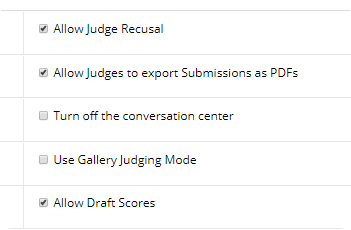 Allow Judge Recusal
Allow Judges to export Submissions as PDFs
Turn off the conversation center
Use Gallery Judging Mode
Allow Draft Scores